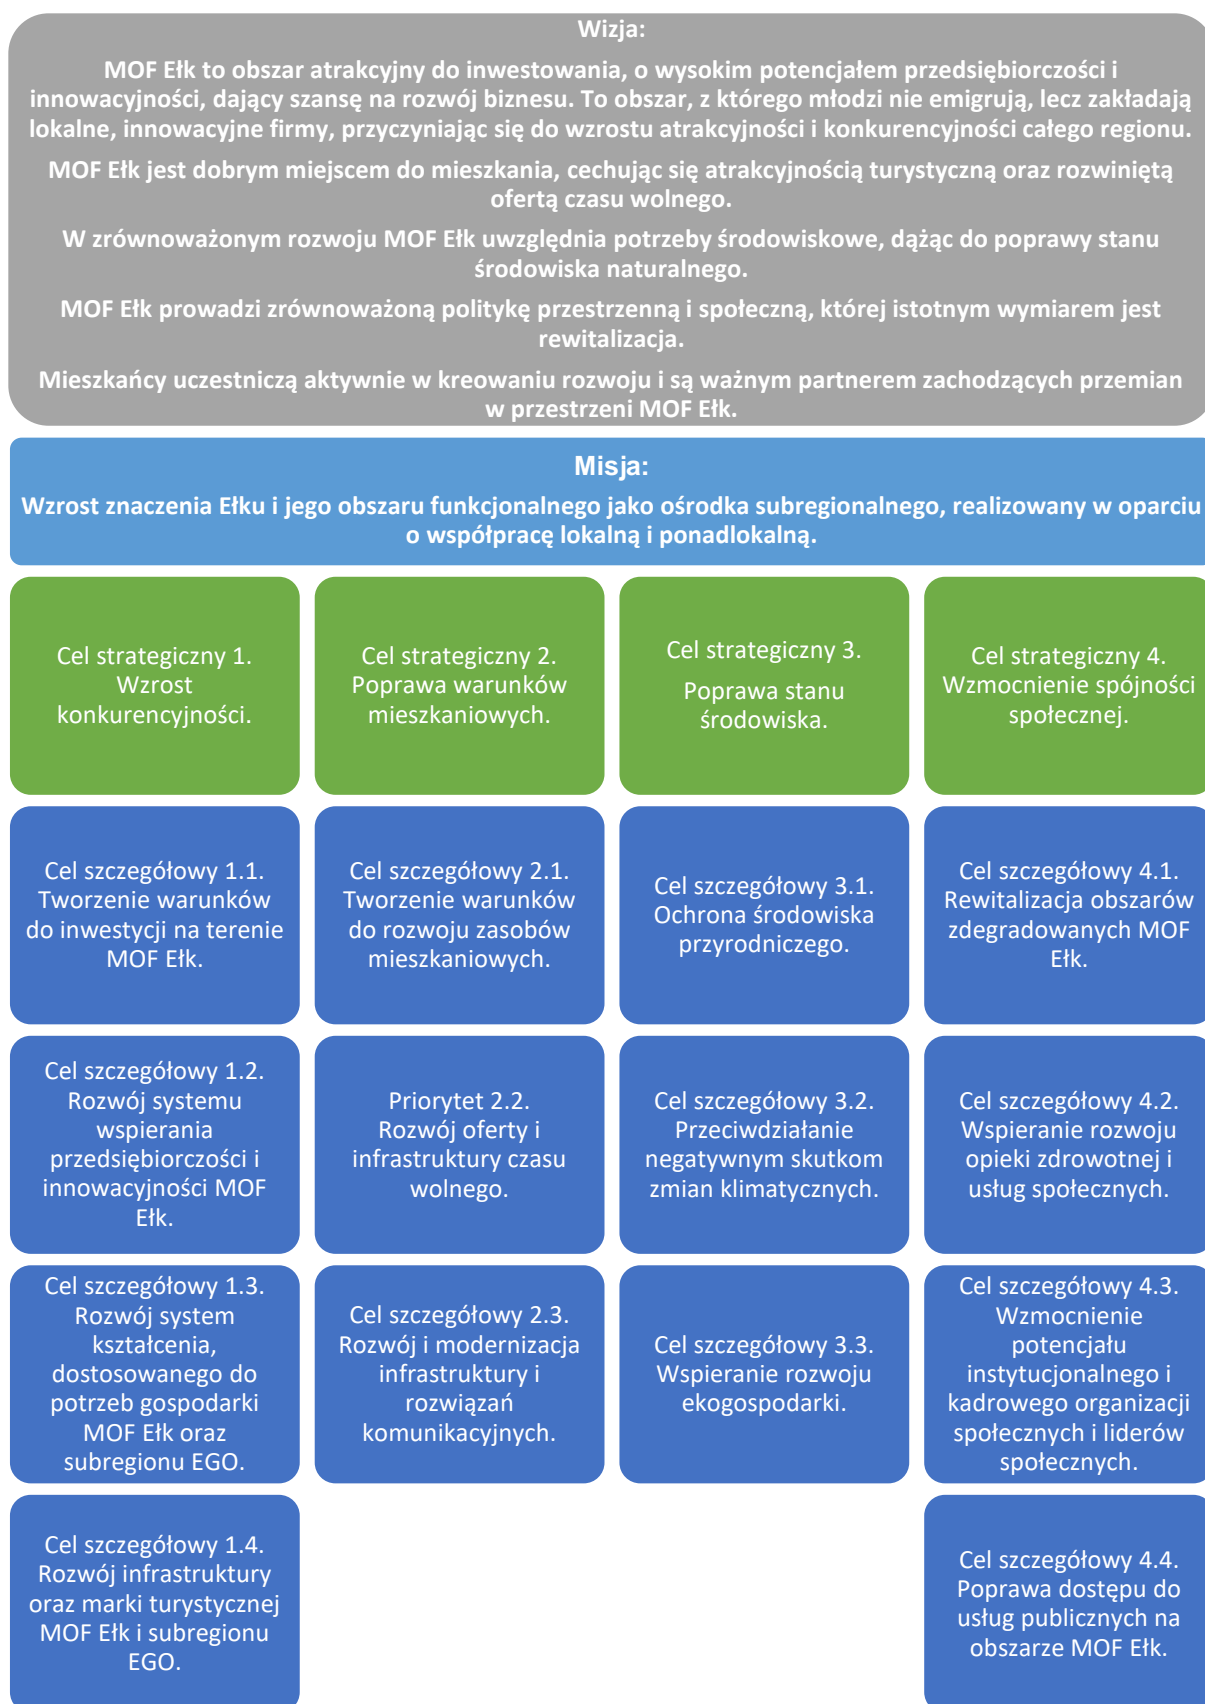 Wizja:
MOF Ełk to obszar atrakcyjny do inwestowania, o wysokim potencjałem przedsiębiorczości i
innowacyjności, dający szansę na rozwój biznesu. To obszar, z którego młodzi nie emigrują, lecz zakładają
lokalne, innowacyjne firmy, przyczyniając się do wzrostu atrakcyjności i konkurencyjności całego regionu.
MOF Ełk jest dobrym miejscem do mieszkania, cechując się atrakcyjnością turystyczną oraz rozwiniętą
ofertą czasu wolnego.
W zrównoważonym rozwoju MOF Ełk uwzględnia potrzeby środowiskowe, dążąc do poprawy stanu
środowiska naturalnego.
MOF Ełk prowadzi zrównoważoną politykę przestrzenną i społeczną, której istotnym wymiarem jest
rewitalizacja.
Mieszkańcy uczestniczą aktywnie w kreowaniu rozwoju i są ważnym partnerem zachodzących przemian
w przestrzeni MOF Ełk.
Misja:
Wzrost znaczenia Ełku i jego obszaru funkcjonalnego jako ośrodka subregionalnego, realizowany w oparciu
o współpracę lokalną i ponadlokalną.
Cel strategiczny 1.
Wzrost
konkurencyjności.
Cel strategiczny 2.
Poprawa warunków
mieszkaniowych.
Cel strategiczny 3.
Poprawa stanu
środowiska.
Cel strategiczny 4.
Wzmocnienie spójności
społecznej.
Cel szczegółowy 1.1.
Tworzenie warunków
do inwestycji na terenie
MOF Ełk.
Cel szczegółowy 2.1.
Tworzenie warunków
do rozwoju zasobów
mieszkaniowych.
Cel szczegółowy 3.1.
Ochrona środowiska
przyrodniczego.
Cel szczegółowy 4.1.
Rewitalizacja obszarów
zdegradowanych MOF
Ełk.
Cel szczegółowy 1.2.
Rozwój systemu
wspierania
przedsiębiorczości i
innowacyjności MOF
Ełk.
Priorytet 2.2.
Rozwój oferty i
infrastruktury czasu
wolnego.
Cel szczegółowy 3.2.
Przeciwdziałanie
negatywnym skutkom
zmian klimatycznych.
Cel szczegółowy 4.2.
Wspieranie rozwoju
opieki zdrowotnej i
usług społecznych.
Cel szczegółowy 1.3.
Rozwój system
kształcenia,
dostosowanego do
potrzeb gospodarki
MOF Ełk oraz
subregionu EGO.
Cel szczegółowy 2.3.
Rozwój i modernizacja
infrastruktury i
rozwiązań
komunikacyjnych.
Cel szczegółowy 3.3.
Wspieranie rozwoju
ekogospodarki.
Cel szczegółowy 4.3.
Wzmocnienie
potencjału
instytucjonalnego i
kadrowego organizacji
społecznych i liderów
społecznych.
Cel szczegółowy 1.4.
Rozwój infrastruktury
oraz marki turystycznej
MOF Ełk i subregionu
EGO.
Cel szczegółowy 4.4.
Poprawa dostępu do
usług publicznych na
obszarze MOF Ełk.